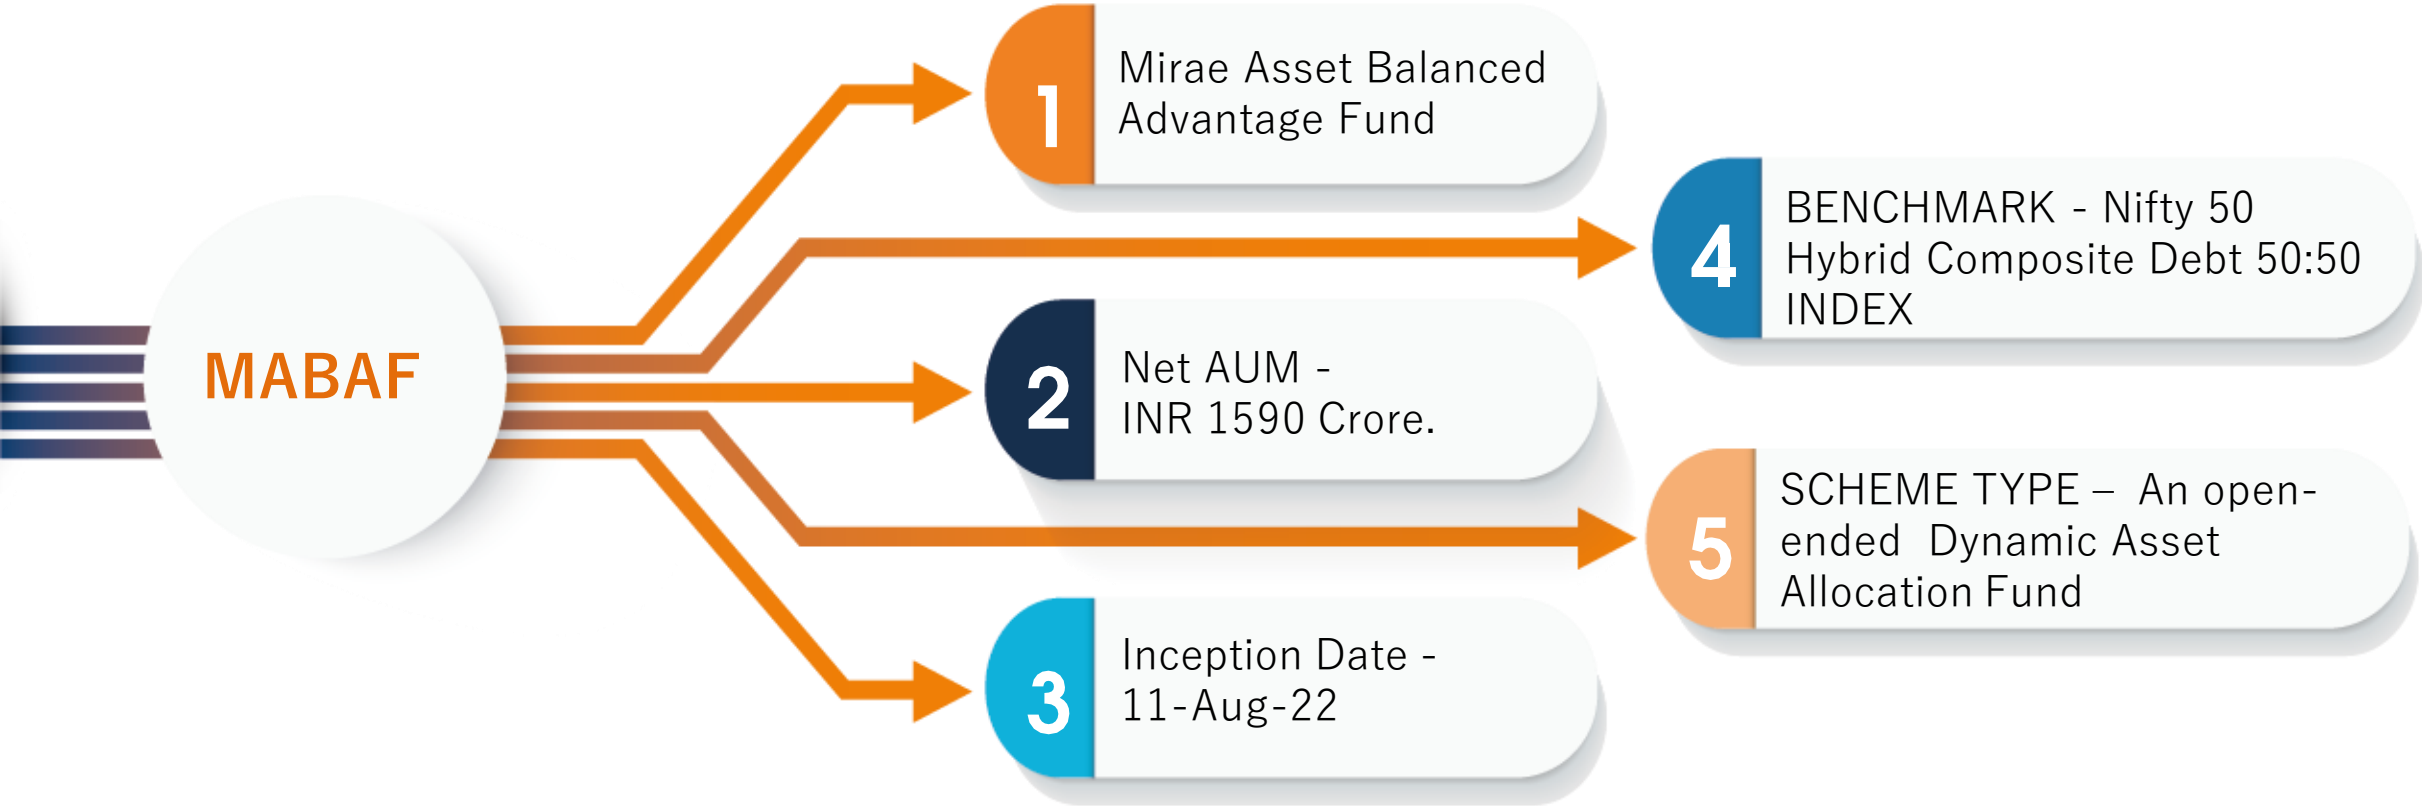 MABAF
1
Mirae Asset Balanced
Advantage Fund
2
Net AUM -
INR 1590 Crore.
3
Inception Date -
11-Aug-22
4
BENCHMARK - Nifty 50
Hybrid Composite Debt 50:50
INDEX
5
SCHEME TYPE – An open-
ended Dynamic Asset
Allocation Fund